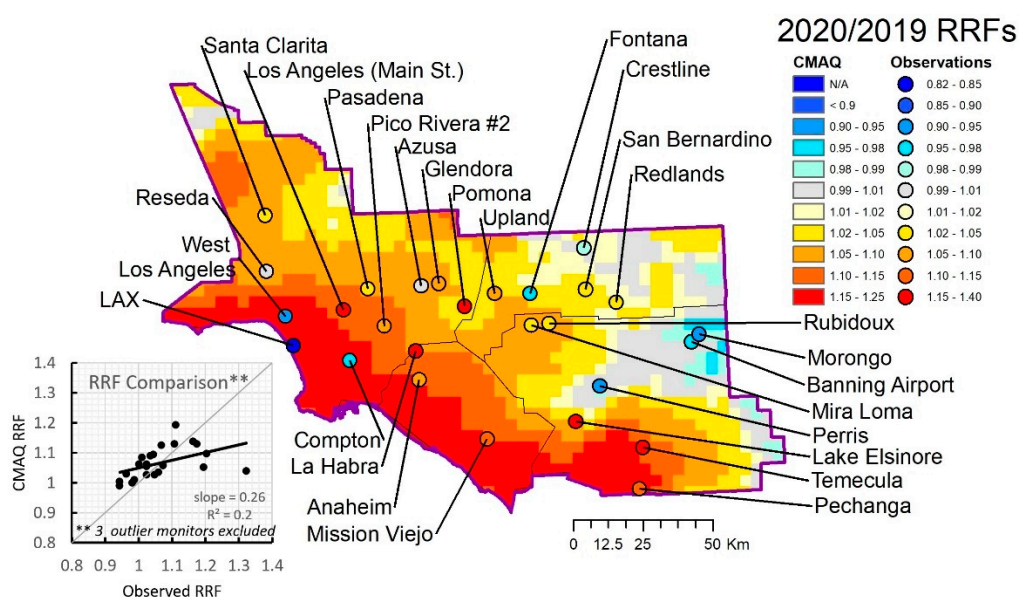 2020/2019 RRFs
CMAQ
N/A
< 0.9
0.90 - 0.95
0.95 - 0.98
0.98 - 0.99
0.99 - 1.01
1.01 - 1.02
1.02 - 1.05
1.05 - 1.10
1.10 - 1.15
1.15 - 1.25
Observations
0.82 - 0.85
0.85 - 0.90
0.90 - 0.95
0.95 - 0.98
0.98 - 0.99
0.99 - 1.01
1.01 - 1.02
1.02 - 1.05
1.05 - 1.10
1.10 - 1.15
1.15 - 1.40
Santa Clarita
Los Angeles (Main St.)
Pasadena
Pico Rivera #2
Azusa
Glendora
Pomona
Upland
Fontana
Crestline
San Bernardino
Redlands
Reseda
West
Los Angeles
LAX
Compton
La Habra
Anaheim
Mission Viejo
Rubidoux
Morongo
Banning Airport
Mira Loma
Perris
Lake Elsinore
Temecula
Pechanga
0 12.5 25 50 Km
RRF Comparison**
slope = 0.26
R² = 0.2
** 3 outlier monitors excluded
CMAQ RRF
1.4
1.3
1.2
1.1
1
0.9
0.8
0.8 0.9 1 1.1 1.2 1.3 1.4
Observed RRF